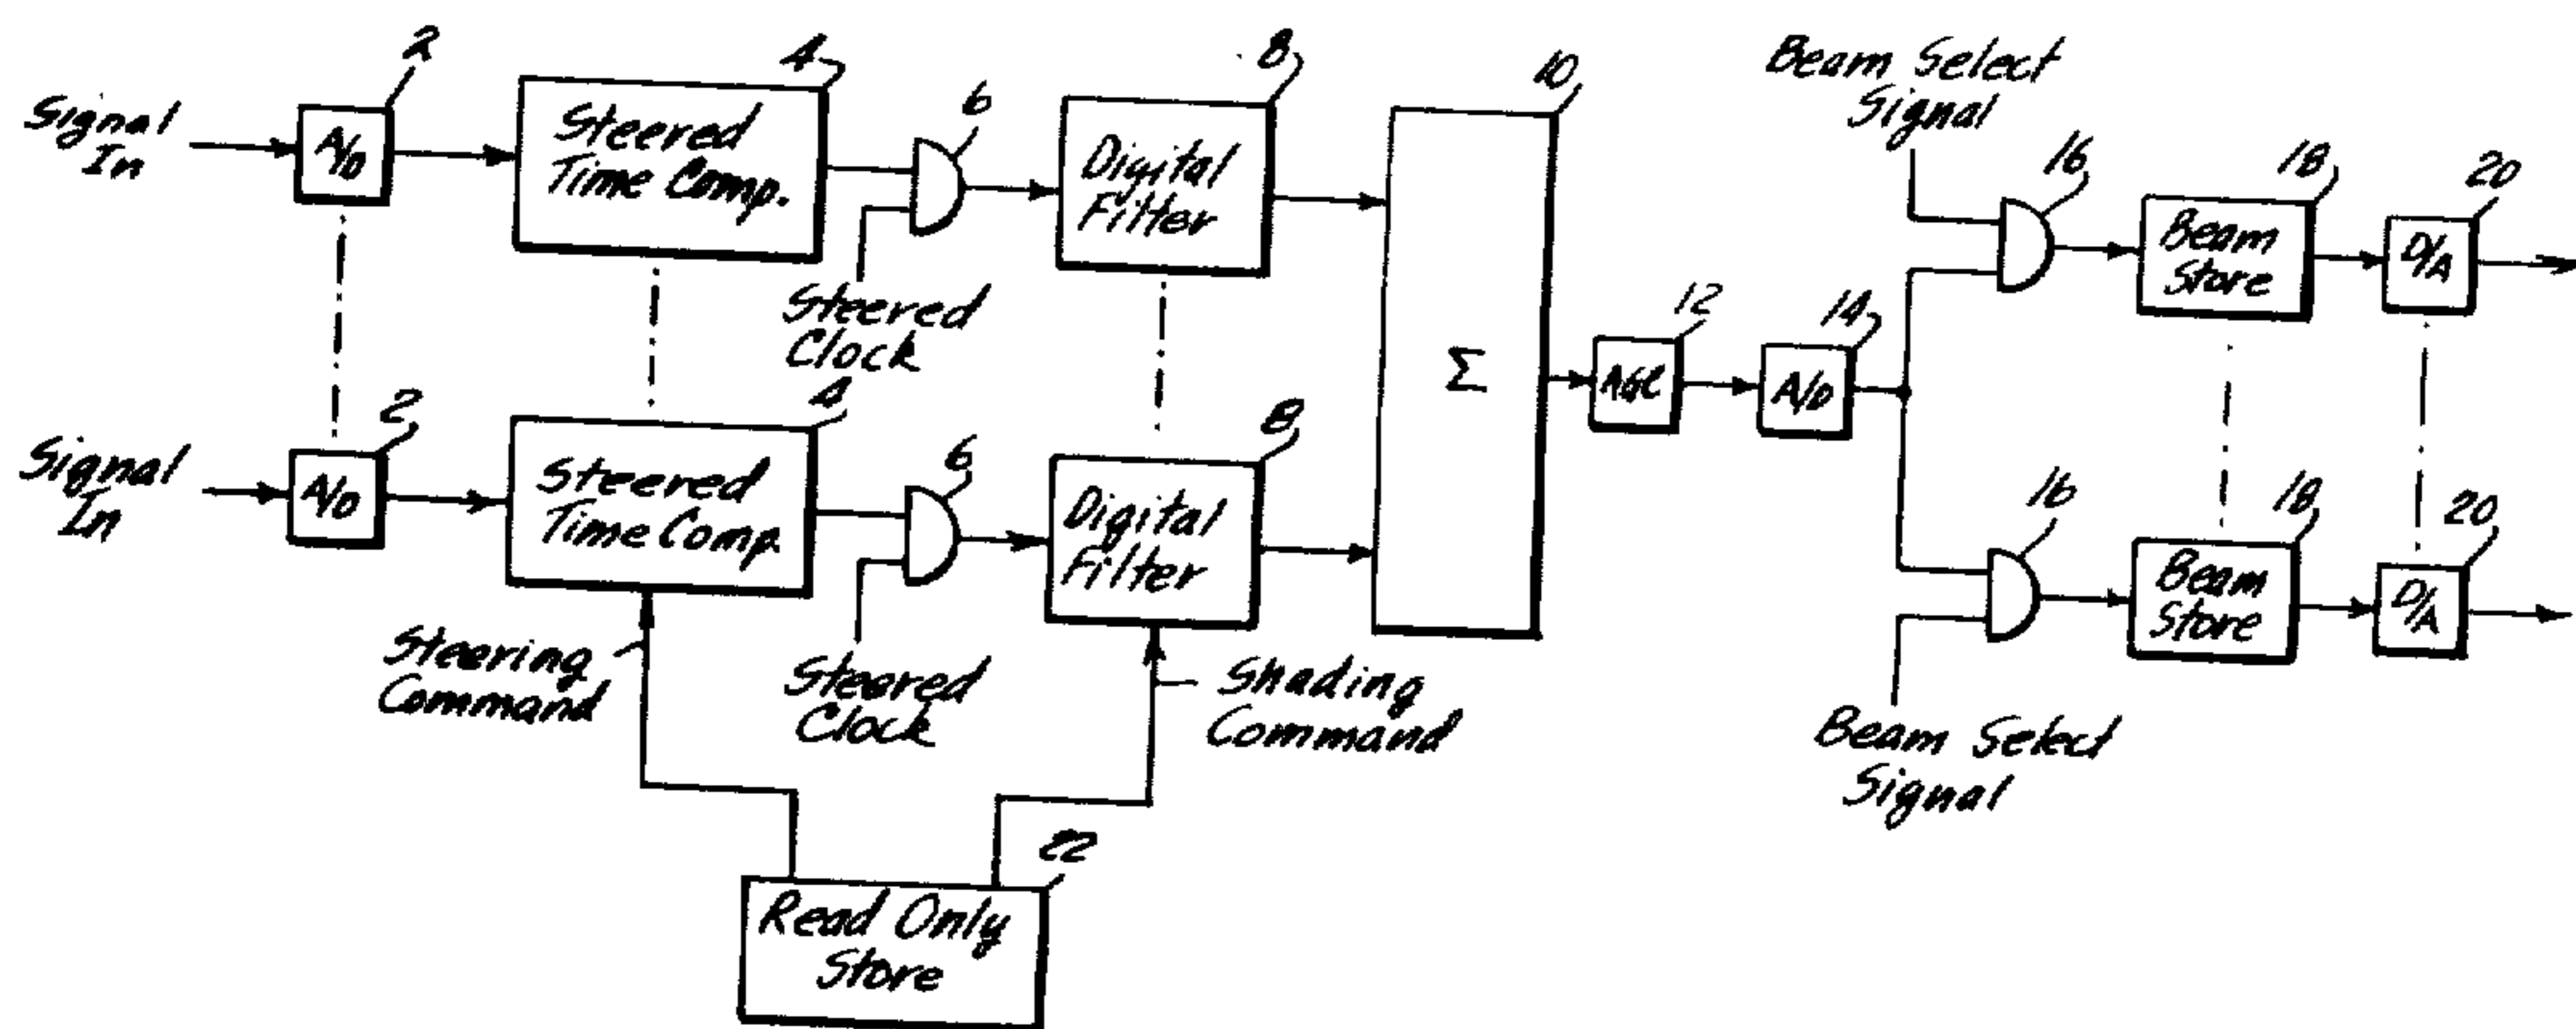 Signal
In
2
A/D
4
Steered
Time Comp.
6
Steered
Clock
8
Digital
Filter
10
Σ
12
AGC
14
A/D
Beam Select
Signal
16
18
Beam
Store
20
D/A
Signal
In
2
A/D
4
Steered
Time Comp.
6
Steered
Clock
8
Digital
Filter
16
18
Beam
Store
20
D/A
Beam Select
Signal
Steering
Command
Shading
Command
22
Read Only
Store